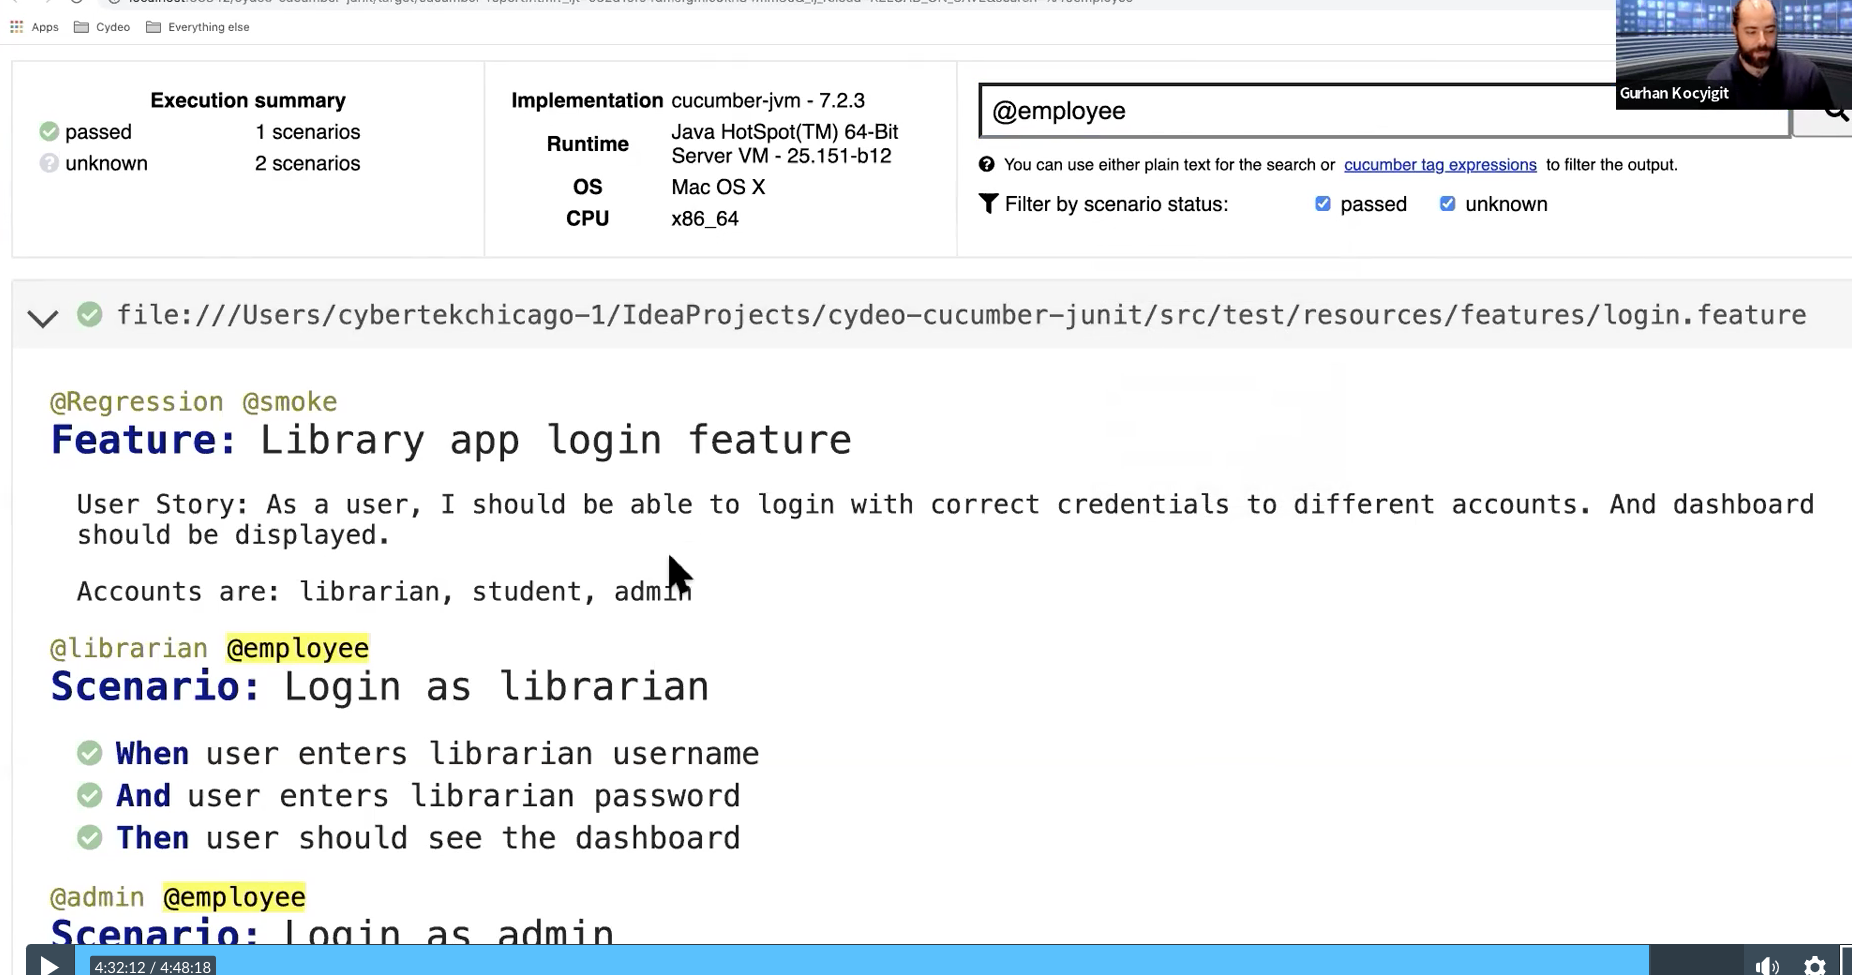 Apps Cydeo Everything else
Gurhan Kocyigit
Execution summary
passed 1 scenarios
unknown 2 scenarios
Implementation cucumber-jvm - 7.2.3
Runtime Java HotSpot(TM) 64-Bit
Server VM - 25.151-b12
OS Mac OS X
CPU x86_64
@employee
You can use either plain text for the search or cucumber tag expressions to filter the output.
Filter by scenario status: passed unknown
file:///Users/cybertekchicago-1/IdeaProjects/cydeo-cucumber-junit/src/test/resources/features/login.feature
@Regression @smoke
Feature: Library app login feature
User Story: As a user, I should be able to login with correct credentials to different accounts. And dashboard
should be displayed.
Accounts are: librarian, student, admin
@librarian @employee
Scenario: Login as librarian
When user enters librarian username
And user enters librarian password
Then user should see the dashboard
@admin @employee
Scenario: Login as admin
4:32:12 / 4:48:18